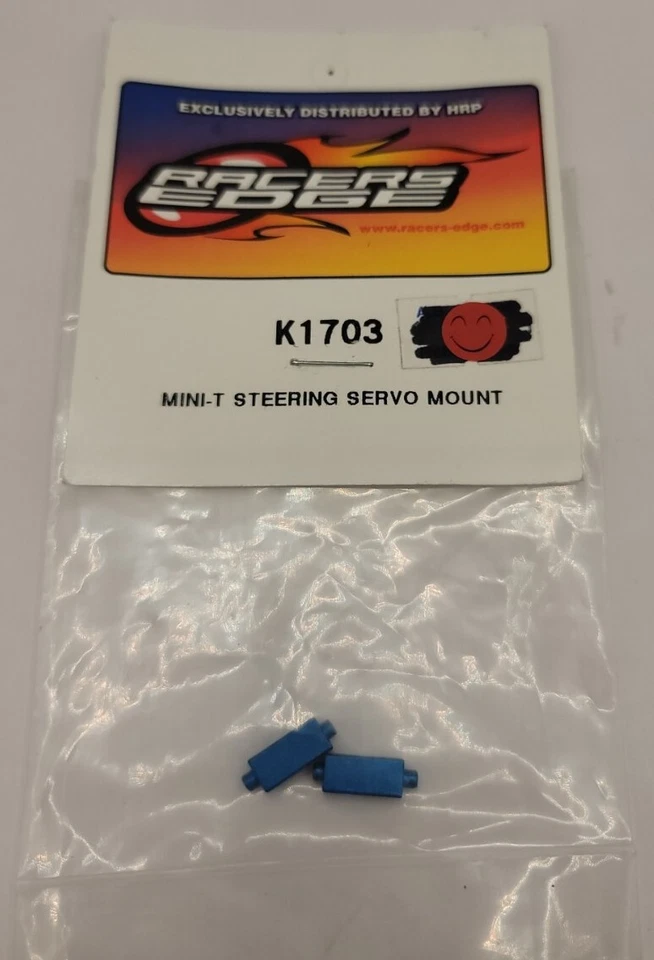 EXCLUSIVELY DISTRIBUTED BY HRP
RACERS
EDGE
www.racers-edge.com
K1703
MINI-T STEERING SERVO MOUNT